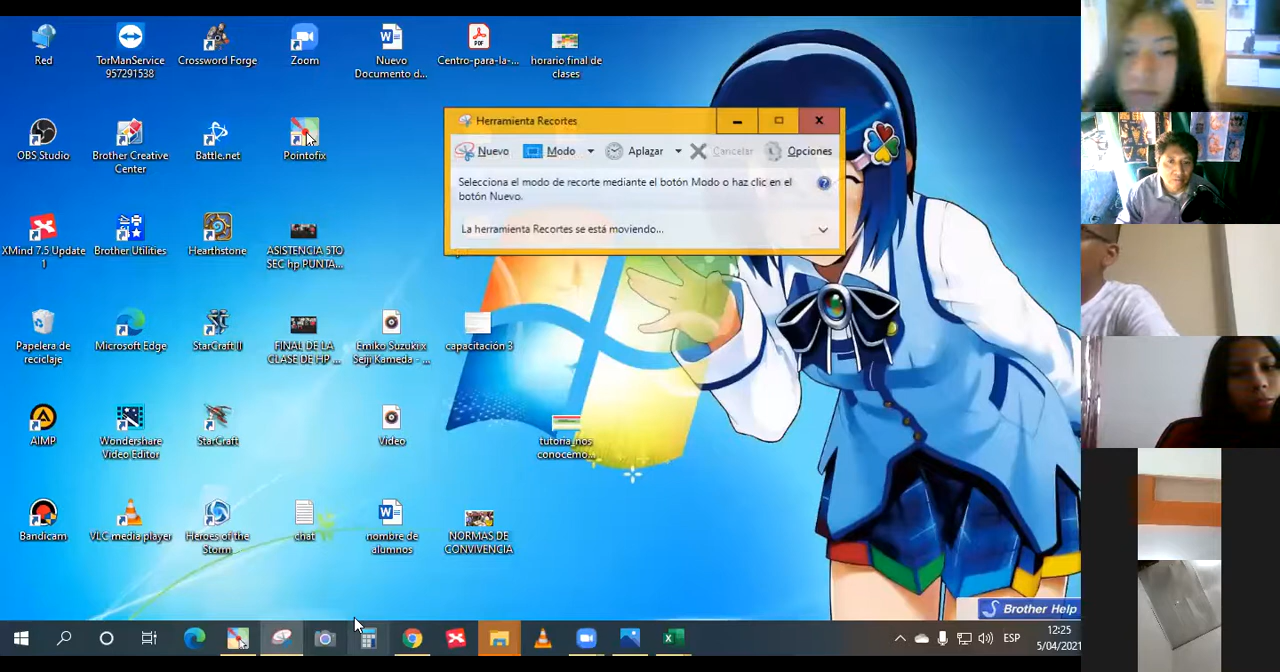 Red
TorManService
957291538
Crossword Forge
Zoom
Nuevo
Documento d...
Centro-para-la-...
horario final de
clases
OBS Studio
Brother Creative
Center
Battle.net
Pointofix
Herramienta Recortes
Nuevo
Modo
Aplazar
Cancelar
Opciones
Selecciona el modo de recorte mediante el botón Modo o haz clic en el
botón Nuevo.
La herramienta Recortes se está moviendo...
XMind 7.5 Update
1
Brother Utilities
Hearthstone
ASISTENCIA 5TO
SEC hp PUNTA...
Papelera de
reciclaje
Microsoft Edge
StarCraft II
FINAL DE LA
CLASE DE HP ...
Emiko Suzuki x
Seiji Kameda - ...
capacitación 3
AIMP
Wondershare
Video Editor
StarCraft
Video
tutoria_nos
conocemo...
Bandicam
VLC media player
Heroes of the
Storm
chat
nombre de
alumnos
NORMAS DE
CONVIVENCIA
Brother Help
ESP
12:25
5/04/2021